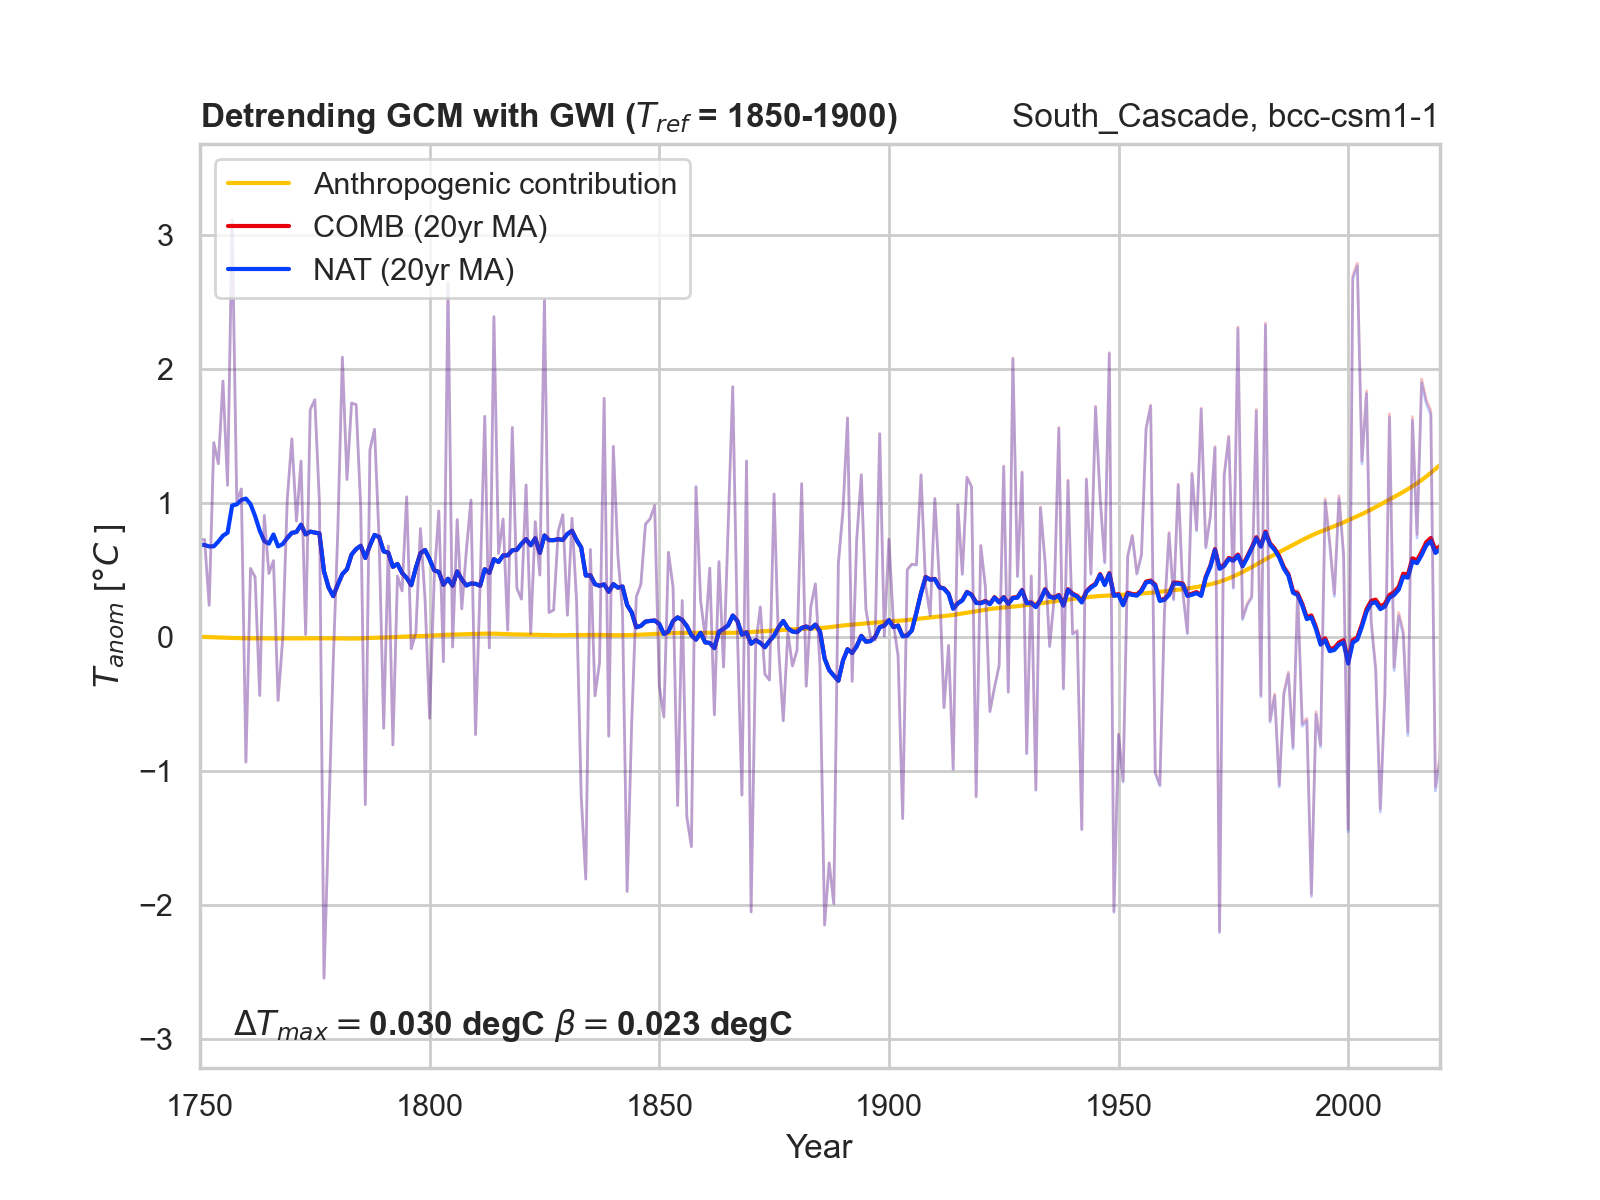 Detrending GCM with GWI (T_ref = 1850-1900) South_Cascade, bcc-csm1-1
Anthropogenic contribution
COMB (20yr MA)
NAT (20yr MA)
3
2
1
0
−1
−2
−3
T_anom [°C]
ΔT_max = 0.030 degC β = 0.023 degC
1750 1800 1850 1900 1950 2000
Year